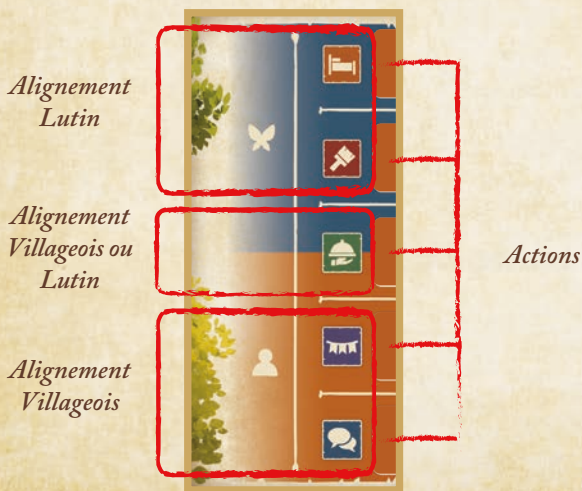 Alignement
Lutin
Alignement
Villageois ou
Lutin
Alignement
Villageois
Actions